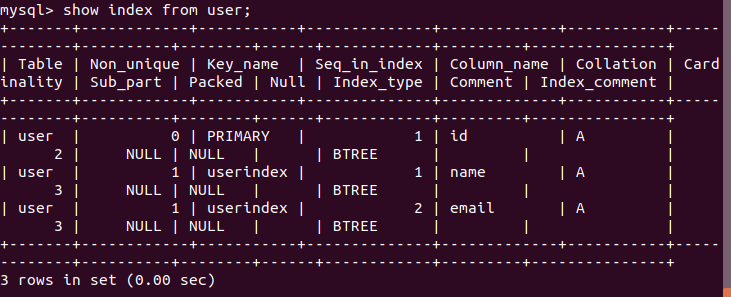 mysql> show index from user;
+-------+------------+-----------+--------------+-------------+-----------+-----
--------+----------+--------+------+------------+---------+---------------+
| Table | Non_unique | Key_name  | Seq_in_index | Column_name | Collation | Card
inality | Sub_part | Packed | Null | Index_type | Comment | Index_comment |
+-------+------------+-----------+--------------+-------------+-----------+-----
--------+----------+--------+------+------------+---------+---------------+
| user  |          0 | PRIMARY   |            1 | id          | A         |
      2 |     NULL | NULL   |      | BTREE      |         |               |
| user  |          1 | userindex |            1 | name        | A         |
      3 |     NULL | NULL   |      | BTREE      |         |               |
| user  |          1 | userindex |            2 | email       | A         |
      3 |     NULL | NULL   |      | BTREE      |         |               |
+-------+------------+-----------+--------------+-------------+-----------+-----
--------+----------+--------+------+------------+---------+---------------+
3 rows in set (0.00 sec)